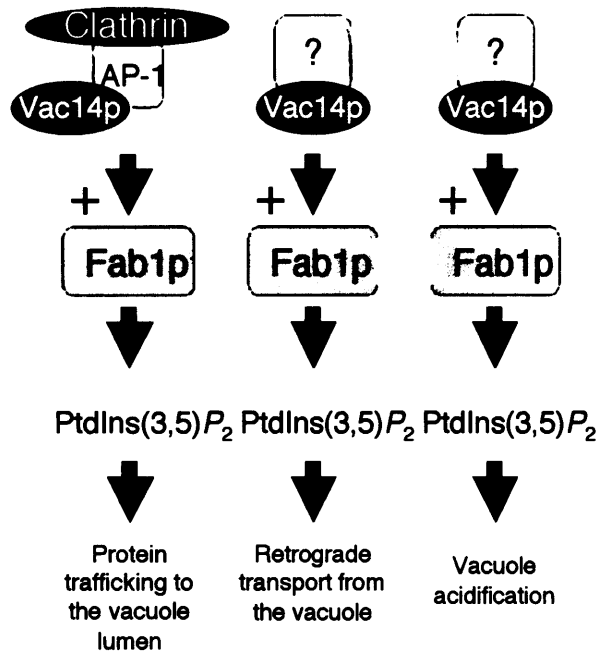 Clathrin
AP-1
Vac14p
?
Vac14p
?
Vac14p
+
+
+
Fab1p
Fab1p
Fab1p
PtdIns(3,5)P2 PtdIns(3,5)P2 PtdIns(3,5)P2
Protein
trafficking to
the vacuole
lumen
Retrograde
transport from
the vacuole
Vacuole
acidification